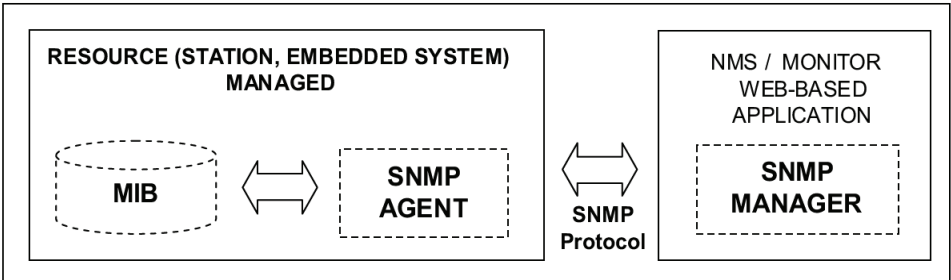 RESOURCE (STATION, EMBEDDED SYSTEM)
MANAGED
MIB
SNMP
AGENT
SNMP
Protocol
NMS / MONITOR
WEB-BASED
APPLICATION
SNMP
MANAGER